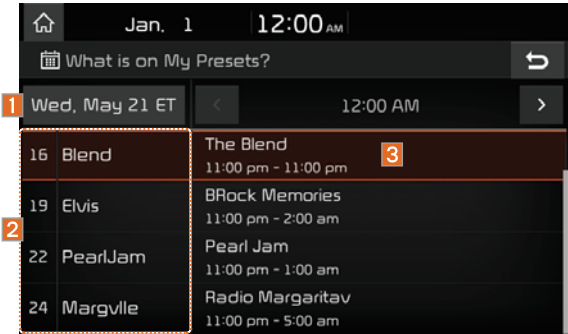 Jan. 1 12:00 AM
What is on My Presets?
1 Wed, May 21 ET < 12:00 AM >
The Blend
16 Blend 3
11:00 pm - 11:00 pm
BRock Memories
19 Elvis
11:00 pm - 2:00 am
2
Pearl Jam
22 PearlJam
11:00 pm - 1:00 am
Radio Margaritav
24 Margvlle
11:00 pm - 5:00 am